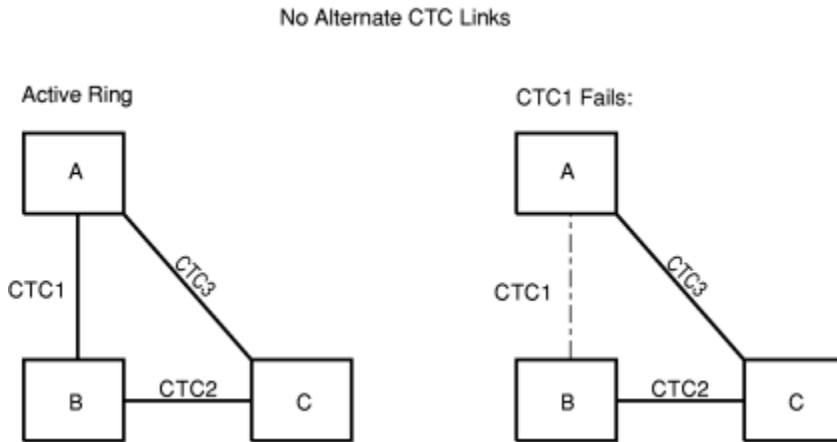 No Alternate CTC Links
Active Ring
A
CTC1
CTC3
B
CTC2
C
CTC1 Fails:
A
CTC1
CTC3
B
CTC2
C